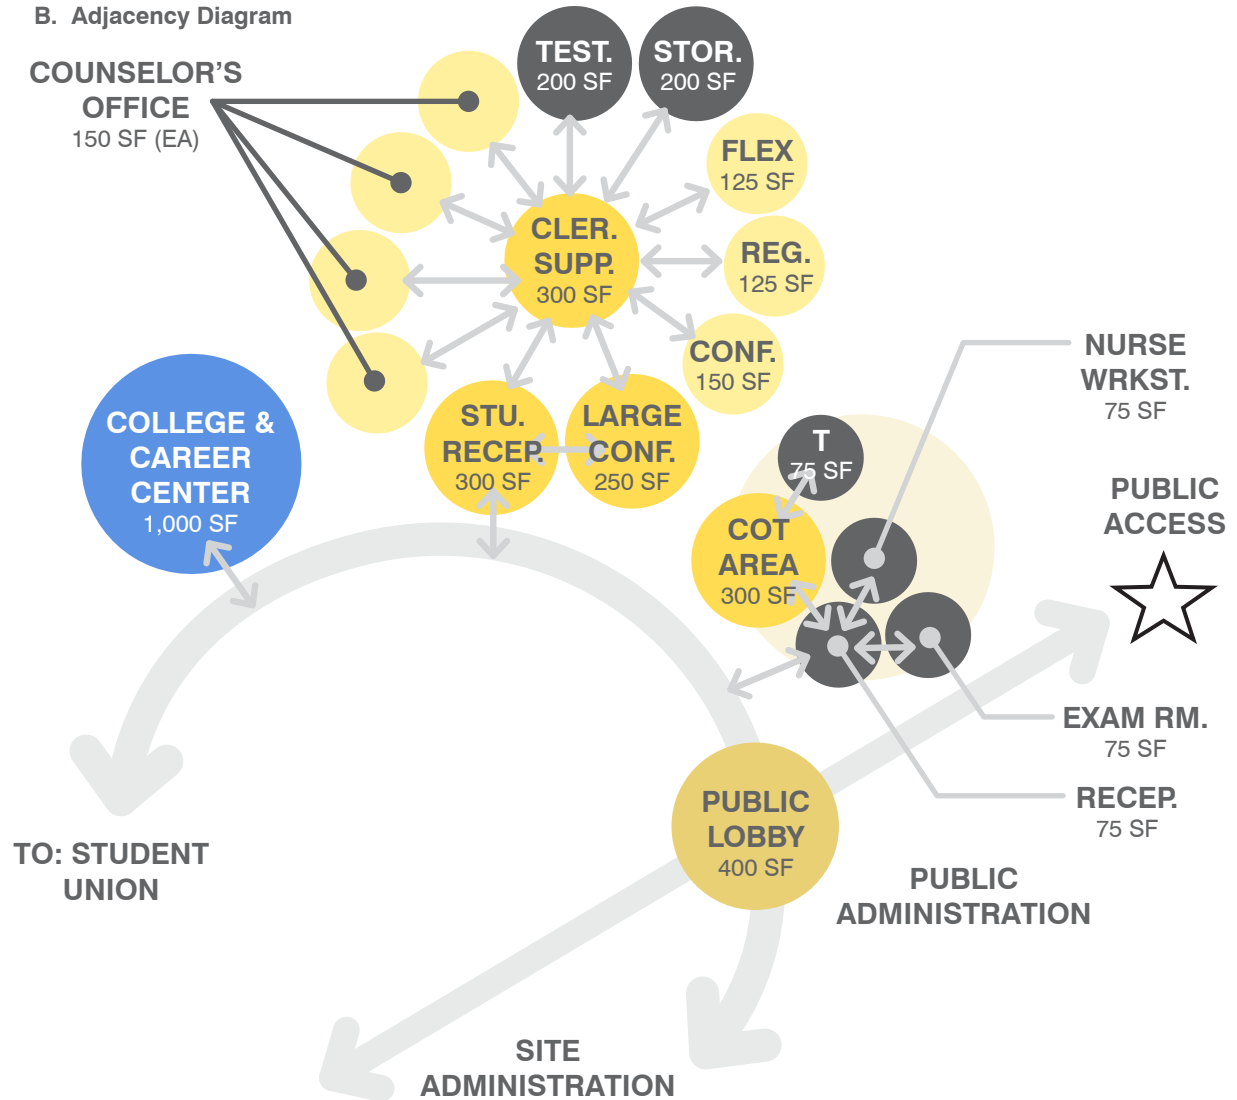 B. Adjacency Diagram
COUNSELOR'S
OFFICE
150 SF (EA)
TEST.
200 SF
STOR.
200 SF
FLEX
125 SF
CLER.
SUPP.
300 SF
REG.
125 SF
CONF.
150 SF
NURSE
WRKST.
75 SF
COLLEGE &
CAREER
CENTER
1,000 SF
STU.
RECEP.
300 SF
LARGE
CONF.
250 SF
T
75 SF
COT
AREA
300 SF
PUBLIC
ACCESS
EXAM RM.
75 SF
RECEP.
75 SF
PUBLIC
LOBBY
400 SF
TO: STUDENT
UNION
PUBLIC
ADMINISTRATION
SITE
ADMINISTRATION